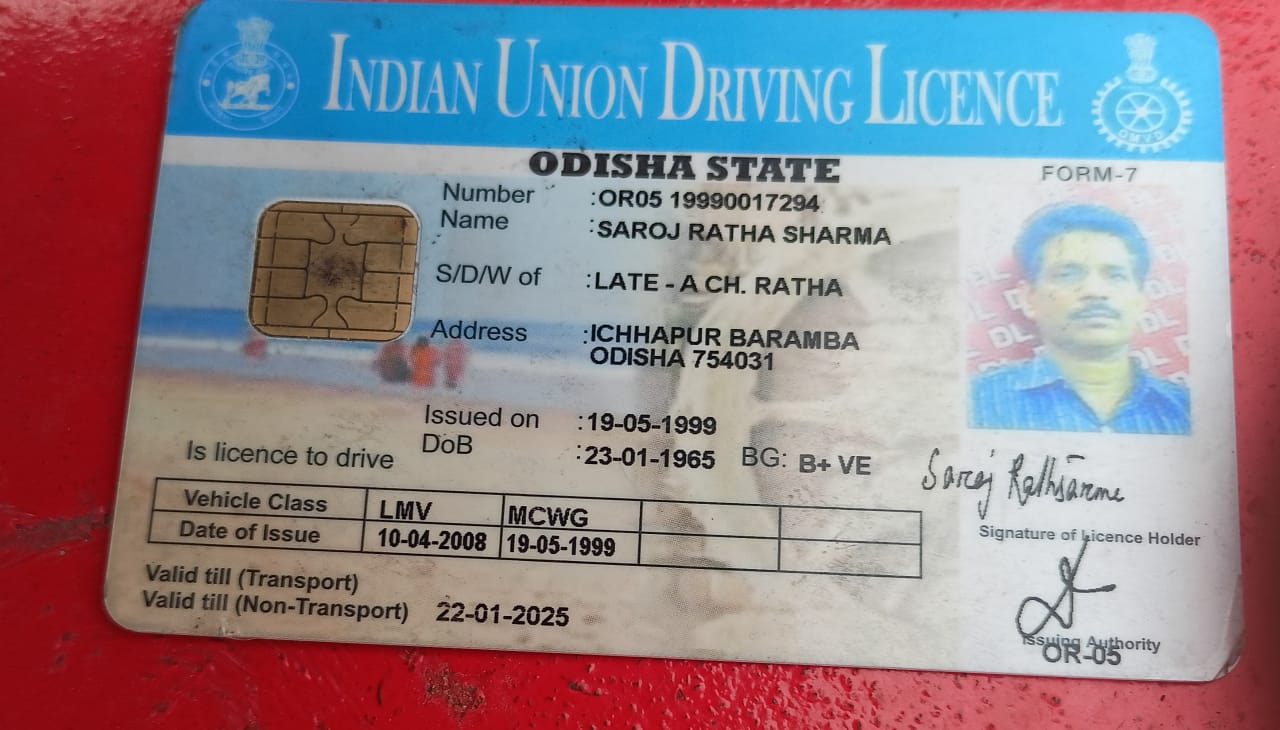 INDIAN UNION DRIVING LICENCE
ODISHA STATE
FORM-7
Number :OR05 19990017294
Name :SAROJ RATHA SHARMA
S/D/W of :LATE - A CH. RATHA
Address :ICHHAPUR BARAMBA
ODISHA 754031
Issued on :19-05-1999
DoB :23-01-1965 BG: B+ VE
Is licence to drive
Vehicle Class LMV MCWG
Date of Issue 10-04-2008 19-05-1999
Valid till (Transport)
Valid till (Non-Transport) 22-01-2025
Saroj
Signature of Licence Holder
Issuing Authority
OR-05